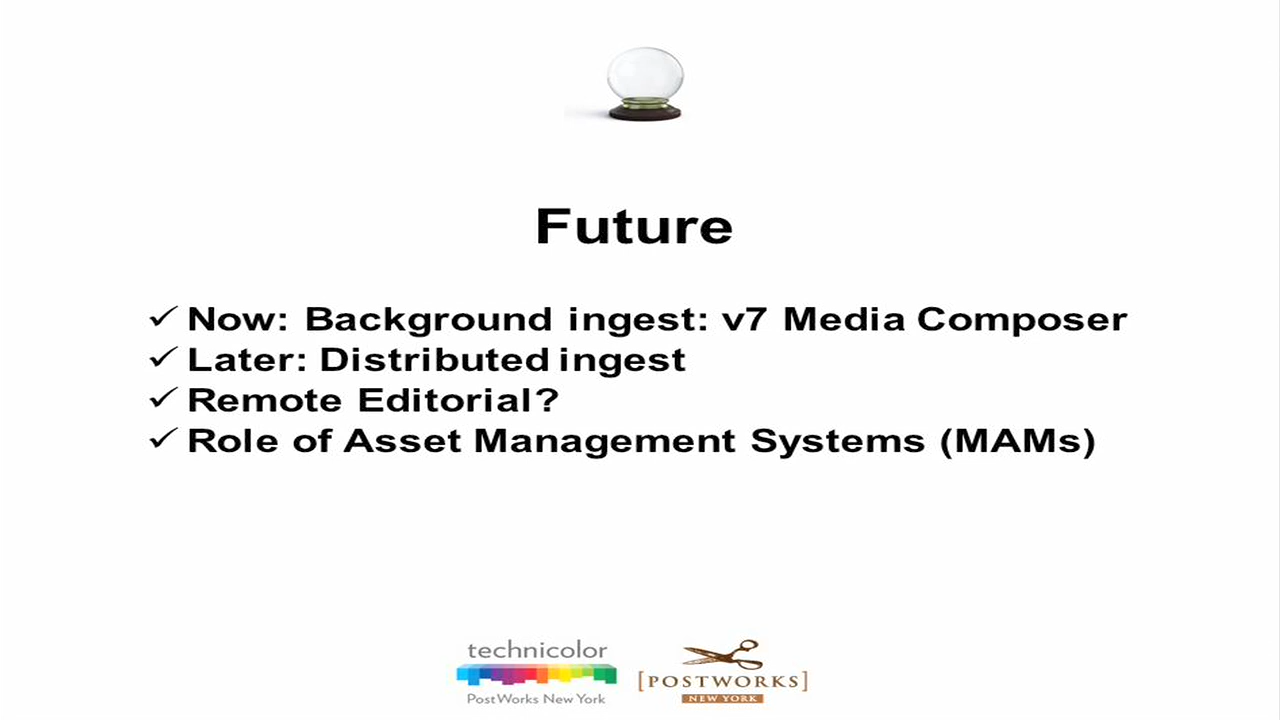 Future
✓ Now: Background ingest: v7 Media Composer
✓ Later: Distributed ingest
✓ Remote Editorial?
✓ Role of Asset Management Systems (MAMs)
technicolor
PostWorks New York
[POSTWORKS]
NEW YORK